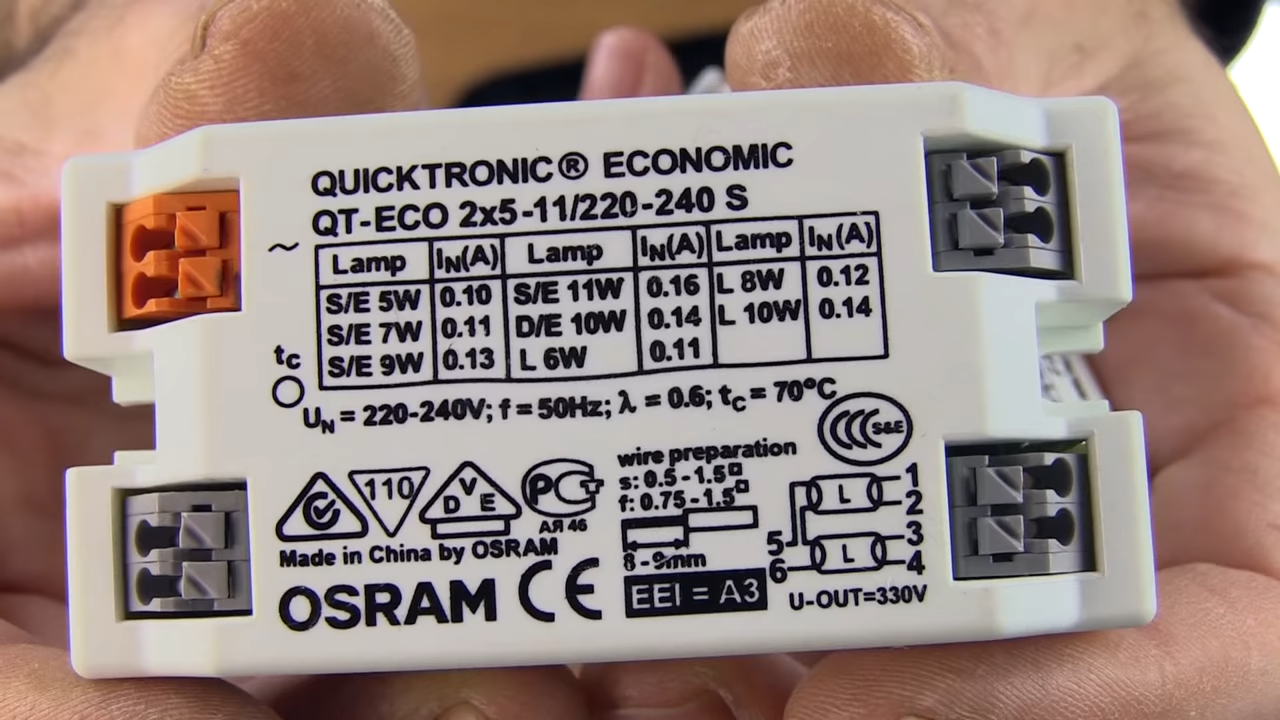 QUICKTRONIC® ECONOMIC
QT-ECO 2x5-11/220-240 S
~
Lamp IN(A) Lamp IN(A) Lamp IN(A)
S/E 5W 0.10 S/E 11W 0.16 L 8W 0.12
S/E 7W 0.11 D/E 10W 0.14 L 10W 0.14
S/E 9W 0.13 L 6W 0.11
tc
UN = 220-240V; f = 50Hz; λ = 0.6; tC = 70°C
S&E
110
D V E
PC
АЯ 46
Made in China by OSRAM
OSRAM CE
wire preparation
s: 0.5 - 1.5□
f: 0.75 - 1.5□
8 - 9mm
EEI = A3
L 1
2
L 3
4
5
6
U-OUT=330V